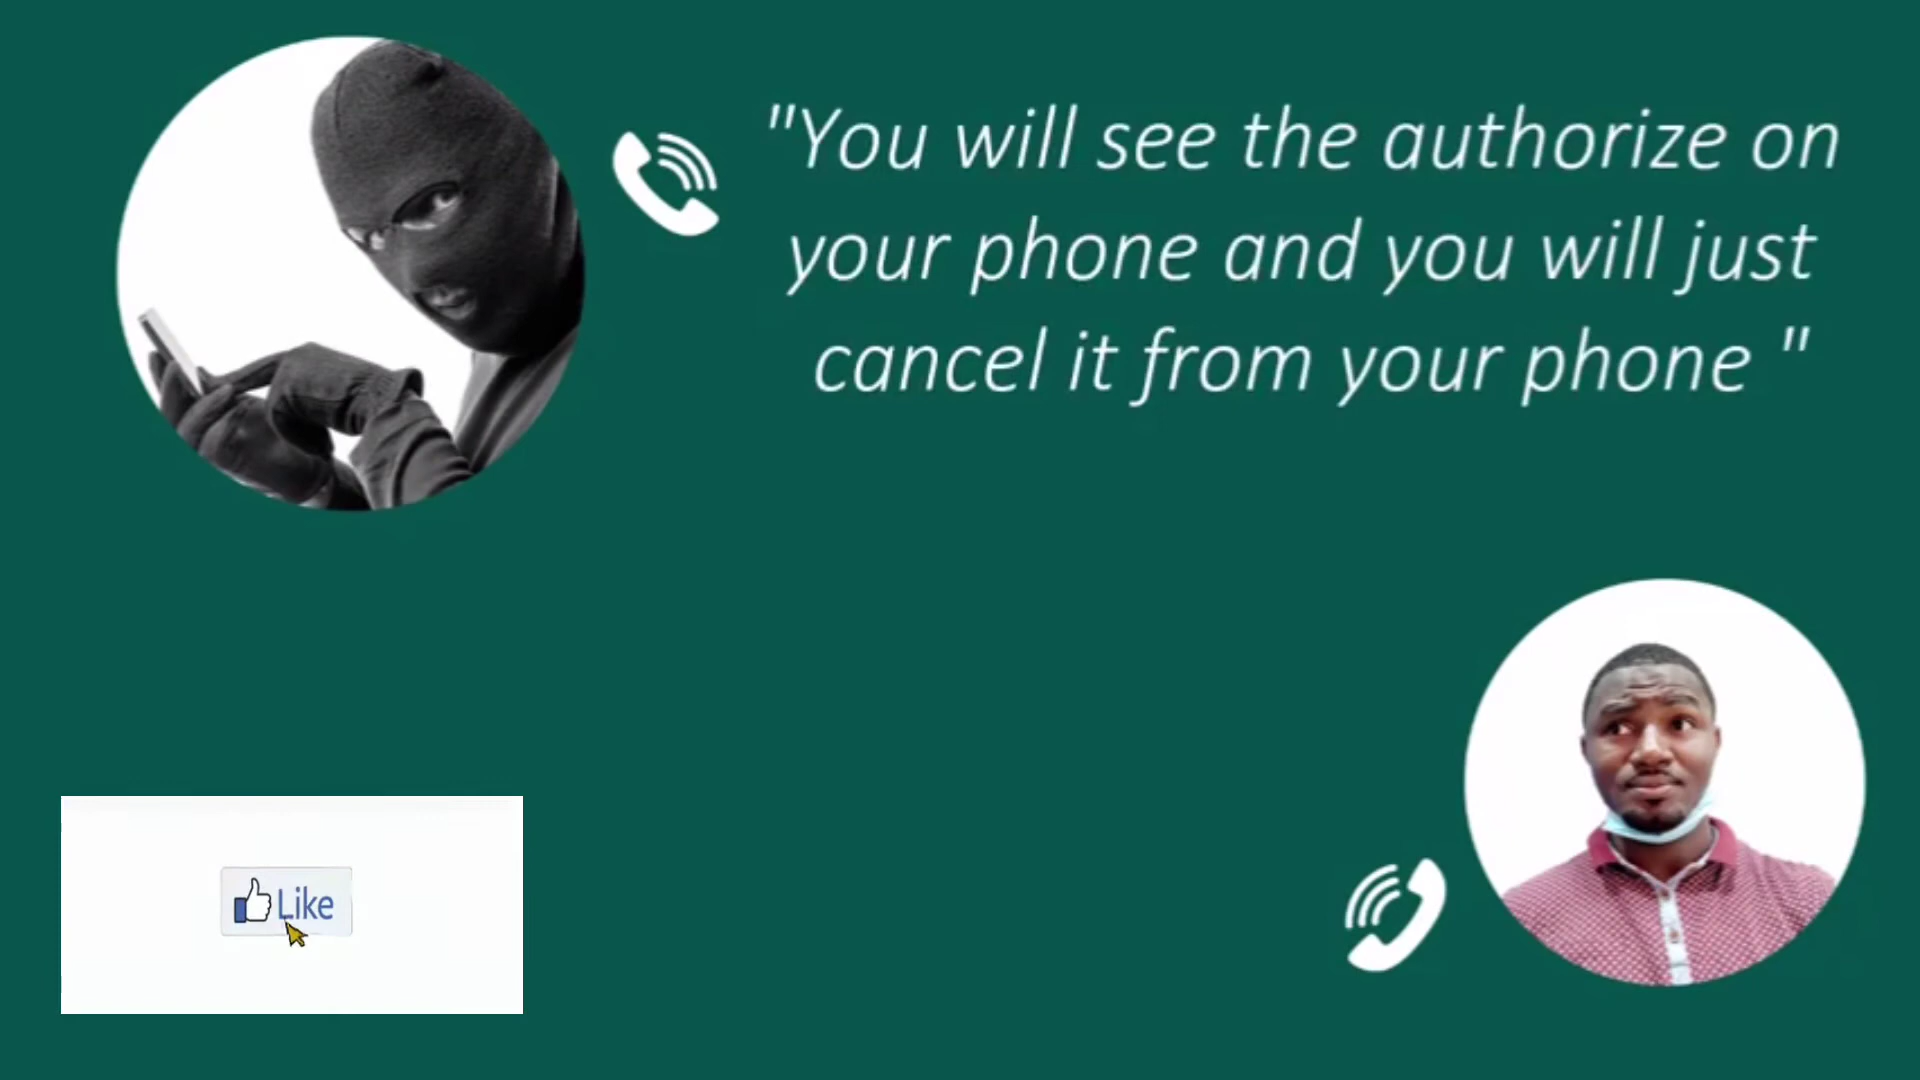 "You will see the authorize on
your phone and you will just
cancel it from your phone "
Like